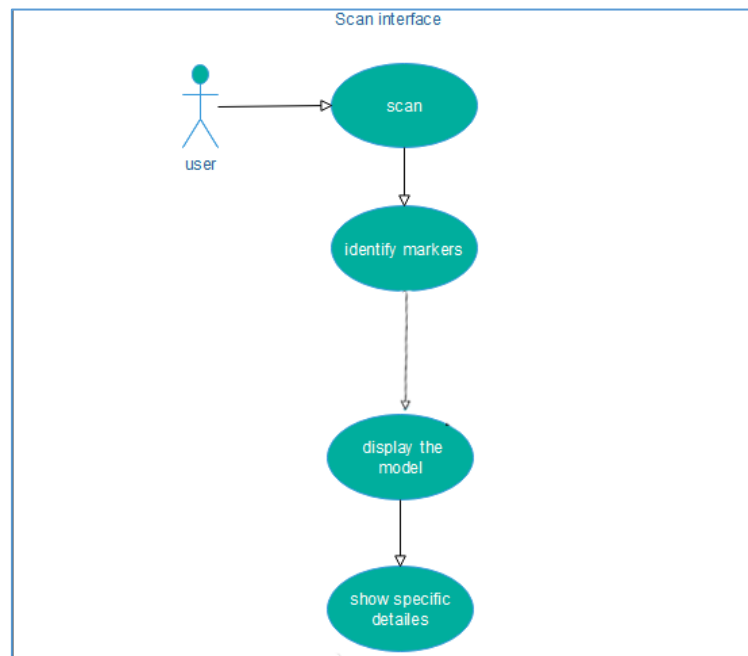 Scan interface
scan
user
identify markers
display the
model
show specific
detailes